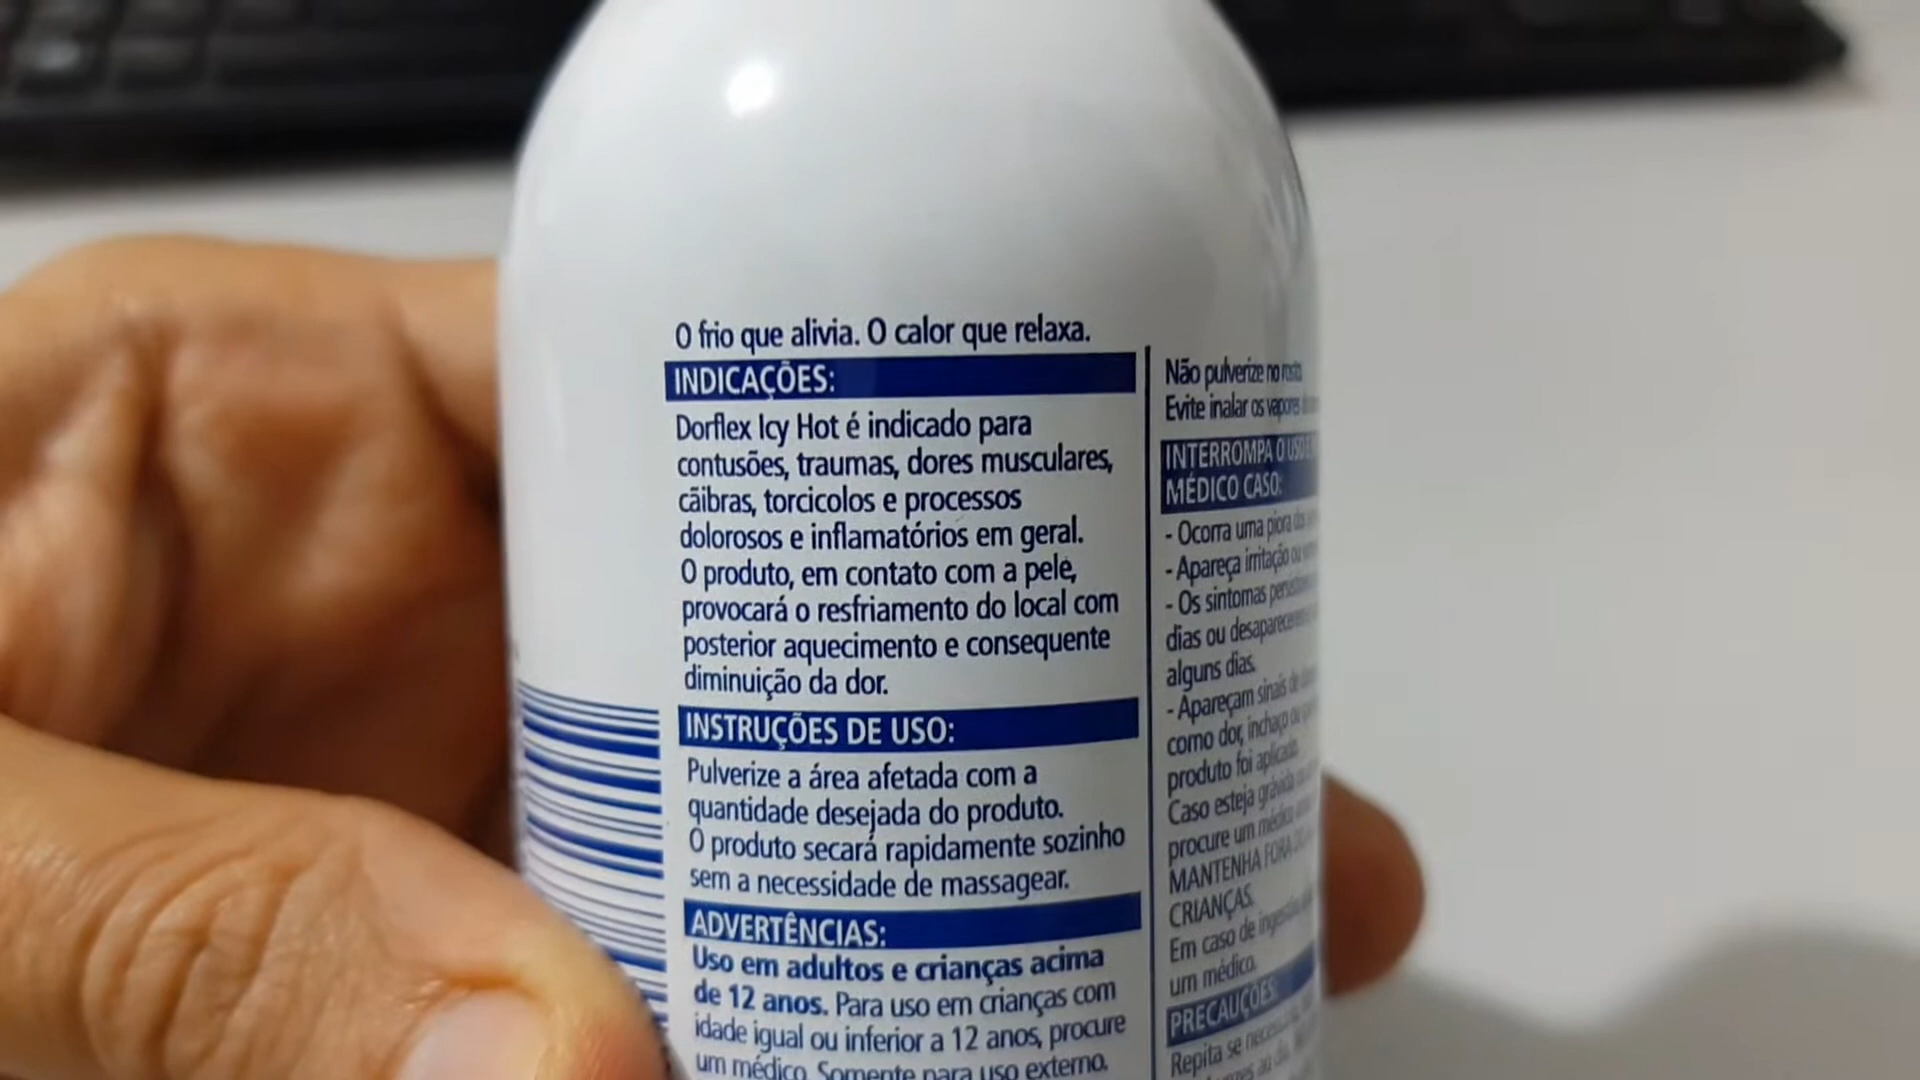 O frio que alivia. O calor que relaxa.
INDICAÇÕES:
Dorflex Icy Hot é indicado para
contusões, traumas, dores musculares,
cãibras, torcicolos e processos
dolorosos e inflamatórios em geral.
O produto, em contato com a pele,
provocará o resfriamento do local com
posterior aquecimento e consequente
diminuição da dor.
INSTRUÇÕES DE USO:
Pulverize a área afetada com a
quantidade desejada do produto.
O produto secará rapidamente sozinho
sem a necessidade de massagear.
ADVERTÊNCIAS:
Uso em adultos e crianças acima
de 12 anos. Para uso em crianças com
idade igual ou inferior a 12 anos, procure
um médico. Somente para uso externo.
Não pulverize no rosto
Evite inalar os vapores
INTERROMPA O USO
MÉDICO CASO:
- Ocorra uma piora
- Apareça irritação ou
- Os sintomas
dias ou
alguns dias.
- Apareçam sinais de
como dor, inchaço ou
produto foi aplicado.
Caso esteja grávida
procure um médico
MANTENHA FORA
CRIANÇAS.
Em caso de ingestão
um médico.
PRECAUÇÕES:
Repita se